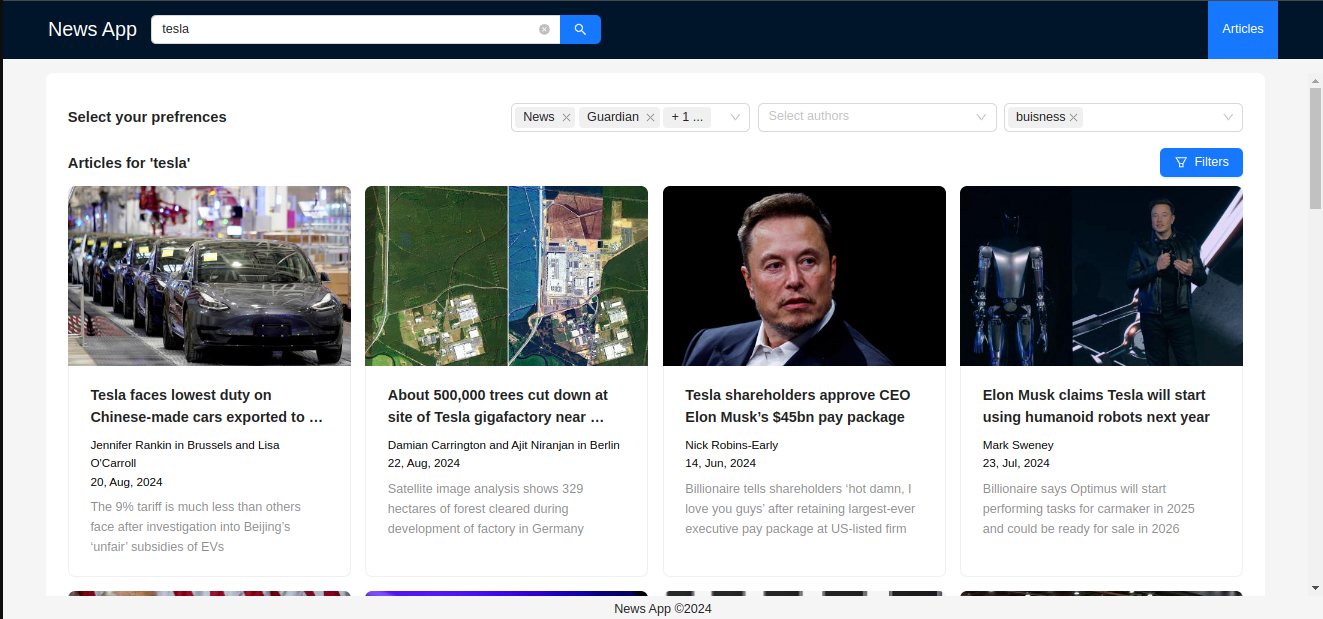 News App
tesla
Articles
Select your prefrences
News
Guardian
+ 1 ...
Select authors
buisness
Articles for 'tesla'
Filters
Tesla faces lowest duty on
Chinese-made cars exported to …
Jennifer Rankin in Brussels and Lisa
O'Carroll
20, Aug, 2024
The 9% tariff is much less than others
face after investigation into Beijing’s
‘unfair’ subsidies of EVs
About 500,000 trees cut down at
site of Tesla gigafactory near …
Damian Carrington and Ajit Niranjan in Berlin
22, Aug, 2024
Satellite image analysis shows 329
hectares of forest cleared during
development of factory in Germany
Tesla shareholders approve CEO
Elon Musk’s $45bn pay package
Nick Robins-Early
14, Jun, 2024
Billionaire tells shareholders ‘hot damn, I
love you guys’ after retaining largest-ever
executive pay package at US-listed firm
Elon Musk claims Tesla will start
using humanoid robots next year
Mark Sweney
23, Jul, 2024
Billionaire says Optimus will start
performing tasks for carmaker in 2025
and could be ready for sale in 2026
News App ©2024